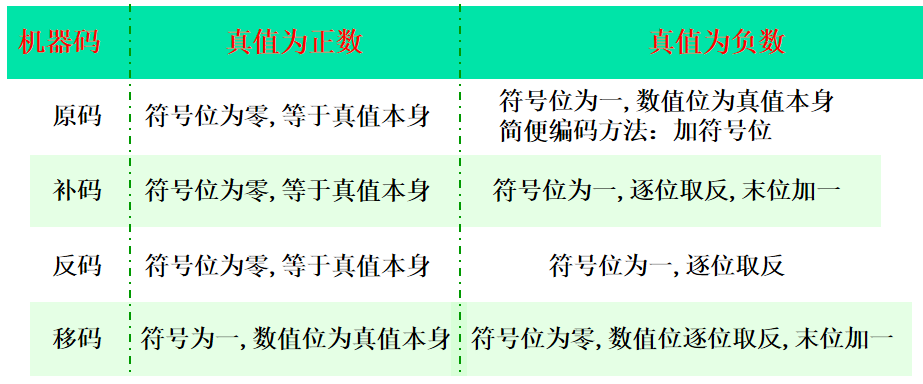 机器码 真值为正数 真值为负数
原码 符号位为零,等于真值本身 符号位为一,数值位为真值本身
简便编码方法：加符号位
补码 符号位为零,等于真值本身 符号位为一,逐位取反,末位加一
反码 符号位为零,等于真值本身 符号位为一,逐位取反
移码 符号为一,数值位为真值本身 符号位为零,数值位逐位取反,末位加一